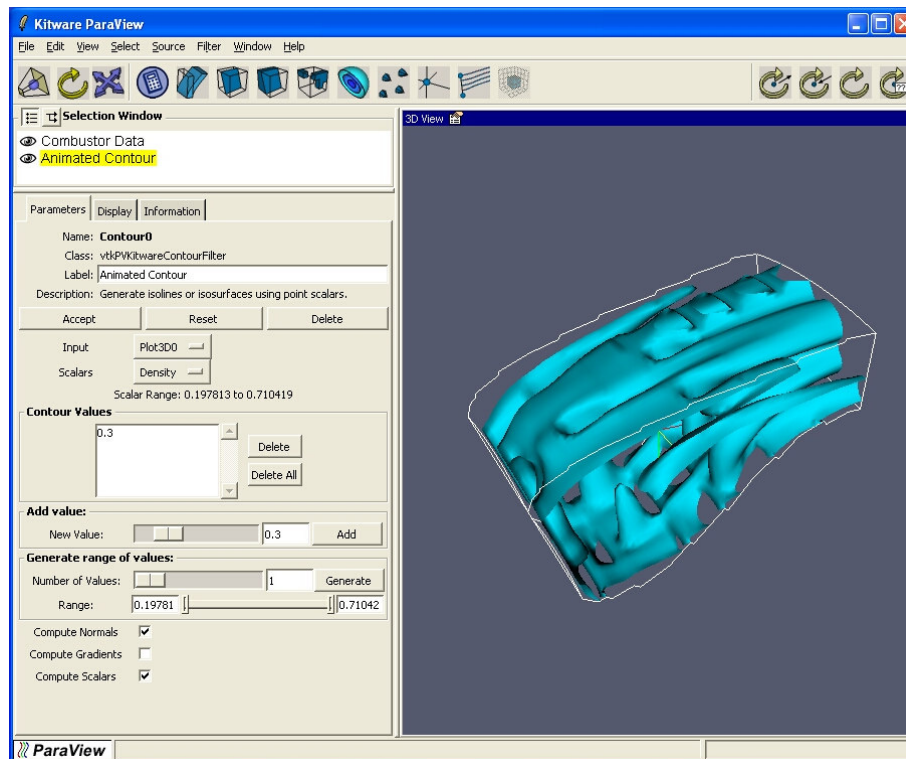 Kitware ParaView
File Edit View Select Source Filter Window Help
Selection Window
3D View
Combustor Data
Animated Contour
Parameters Display Information
Name: Contour0
Class: vtkPVKitwareContourFilter
Label: Animated Contour
Description: Generate isolines or isosurfaces using point scalars.
Accept Reset Delete
Input Plot3D0
Scalars Density
Scalar Range: 0.197813 to 0.710419
Contour Values
0.3
Delete
Delete All
Add value:
New Value: 0.3 Add
Generate range of values:
Number of Values: 1 Generate
Range: 0.19781 0.71042
Compute Normals
Compute Gradients
Compute Scalars
ParaView